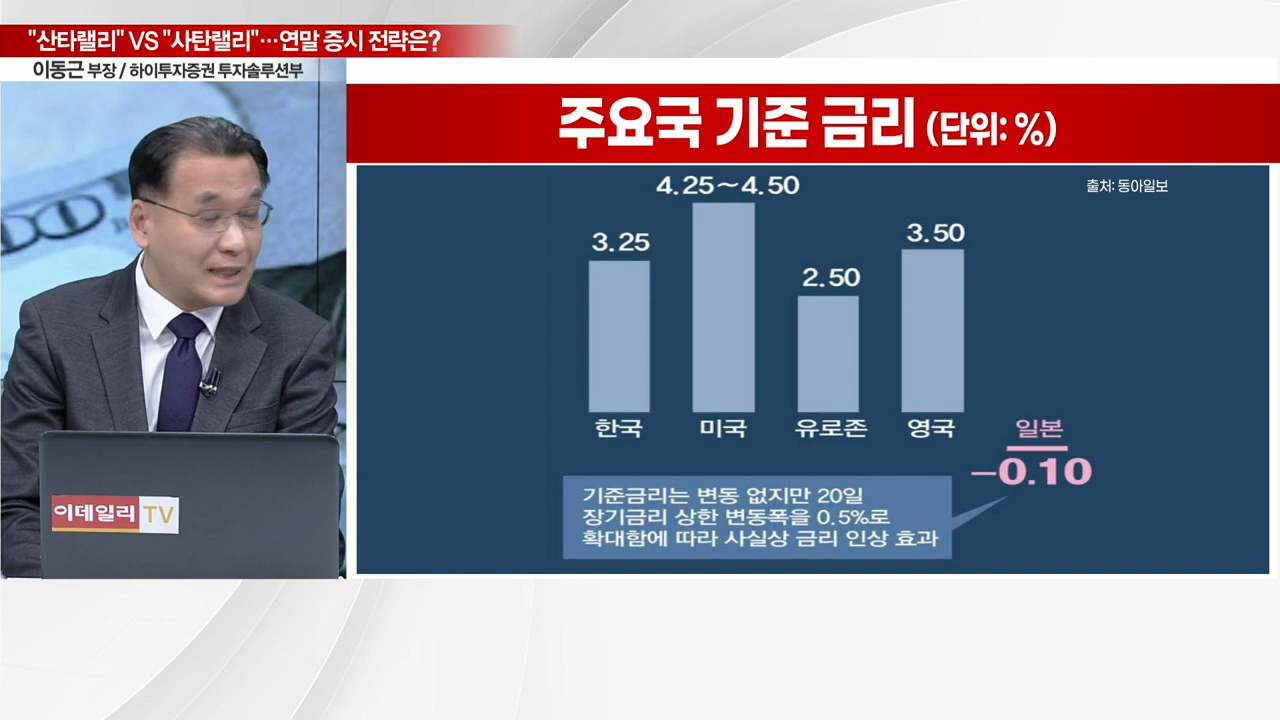 "산타랠리" VS "사탄랠리"…연말 증시 전략은?
이동근 부장 / 하이투자증권 투자솔루션부
주요국 기준 금리 (단위: %)
출처: 동아일보
4.25~4.50
3.25
2.50
3.50
한국
미국
유로존
영국
일본
-0.10
기준금리는 변동 없지만 20일
장기금리 상한 변동폭을 0.5%로
확대함에 따라 사실상 금리 인상 효과
이데일리 TV